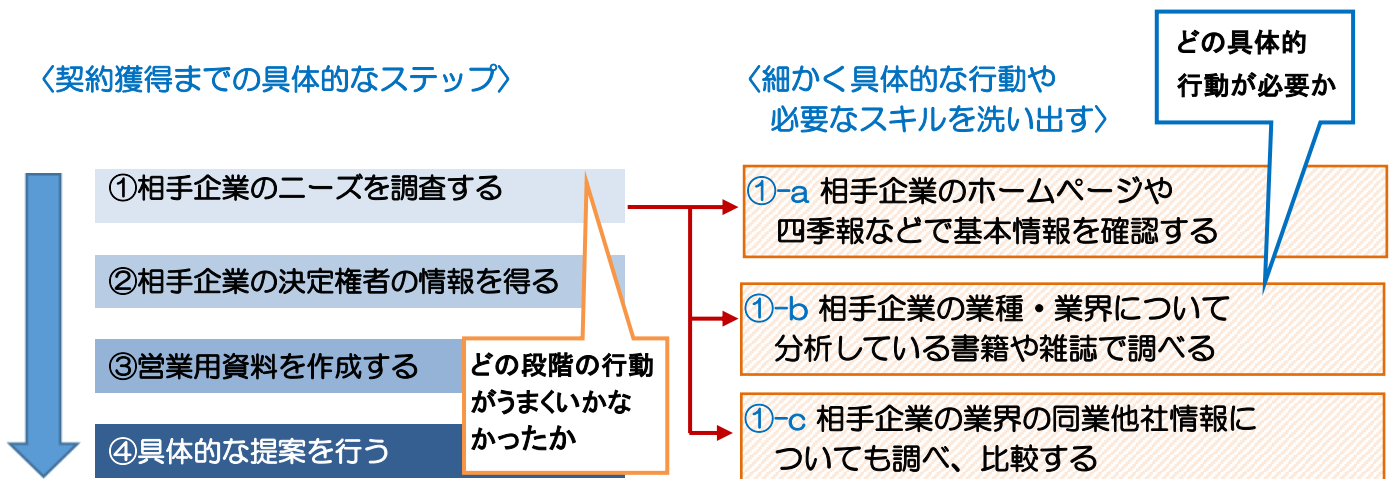 〈契約獲得までの具体的なステップ〉
①相手企業のニーズを調査する
②相手企業の決定権者の情報を得る
③営業用資料を作成する
④具体的な提案を行う
どの段階の行動
がうまくいかな
かったか
〈細かく具体的な行動や
必要なスキルを洗い出す〉
どの具体的
行動が必要か
①-a 相手企業のホームページや
四季報などで基本情報を確認する
①-b 相手企業の業種・業界について
分析している書籍や雑誌で調べる
①-c 相手企業の業界の同業他社情報に
ついても調べ、比較する